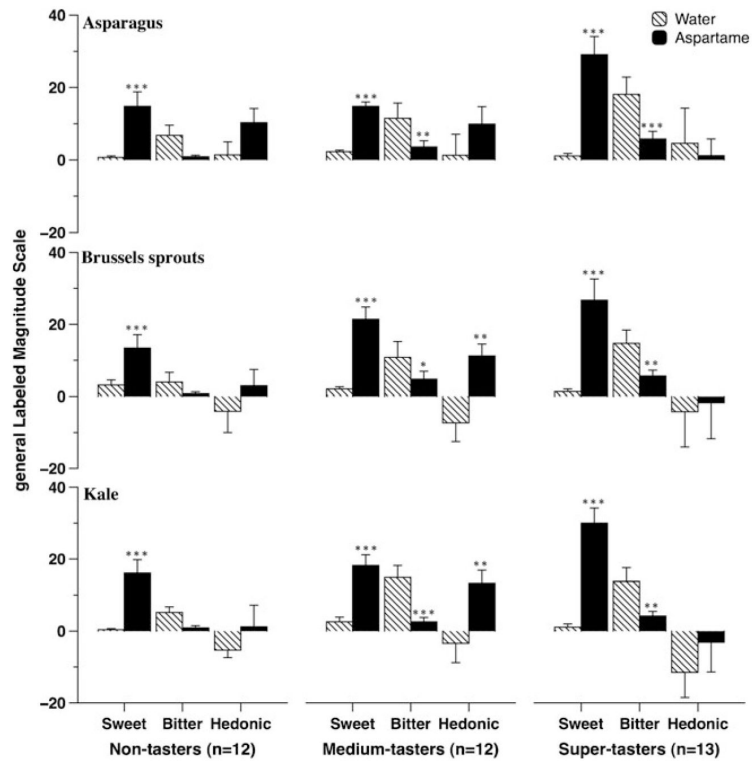 Asparagus
Water
Aspartame
40
20
0
−20
***
***
**
***
***
Brussels sprouts
40
20
0
−20
***
***
*
**
***
**
Kale
40
20
0
−20
***
***
***
**
***
**
general Labeled Magnitude Scale
Sweet Bitter Hedonic
Sweet Bitter Hedonic
Sweet Bitter Hedonic
Non-tasters (n=12)
Medium-tasters (n=12)
Super-tasters (n=13)